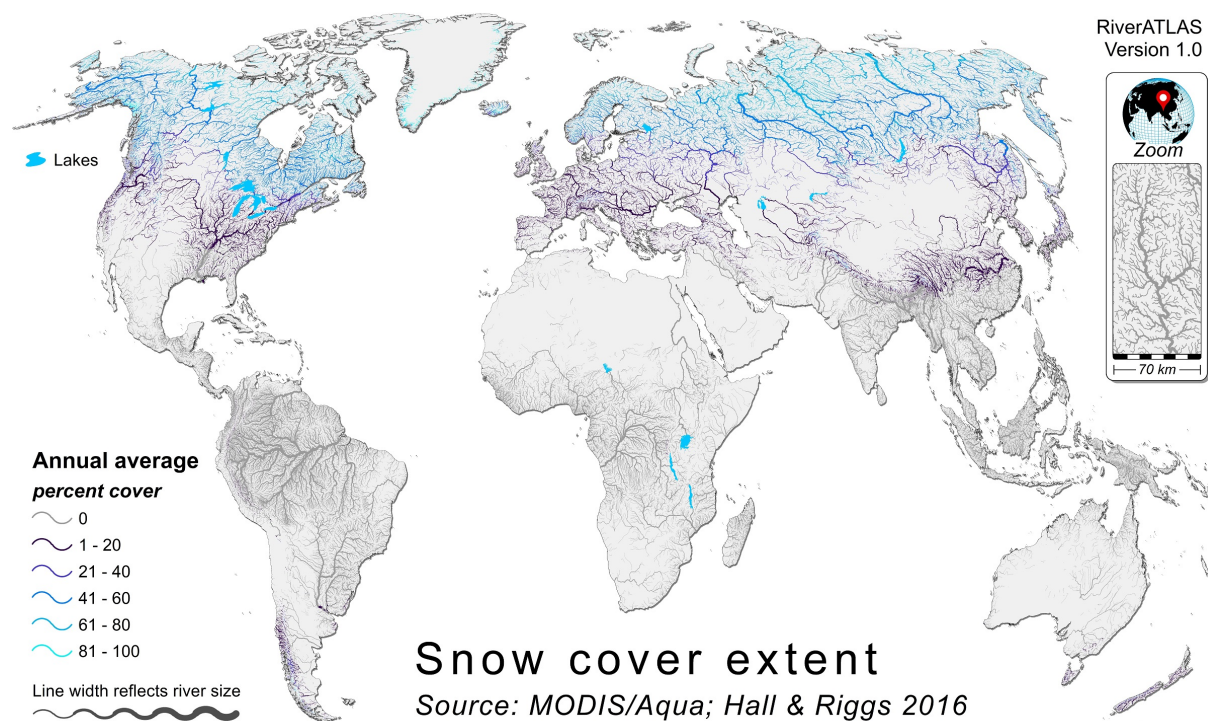 RiverATLAS
Version 1.0
Zoom
70 km
Lakes
Annual average
percent cover
0
1 - 20
21 - 40
41 - 60
61 - 80
81 - 100
Line width reflects river size
Snow cover extent
Source: MODIS/Aqua; Hall & Riggs 2016